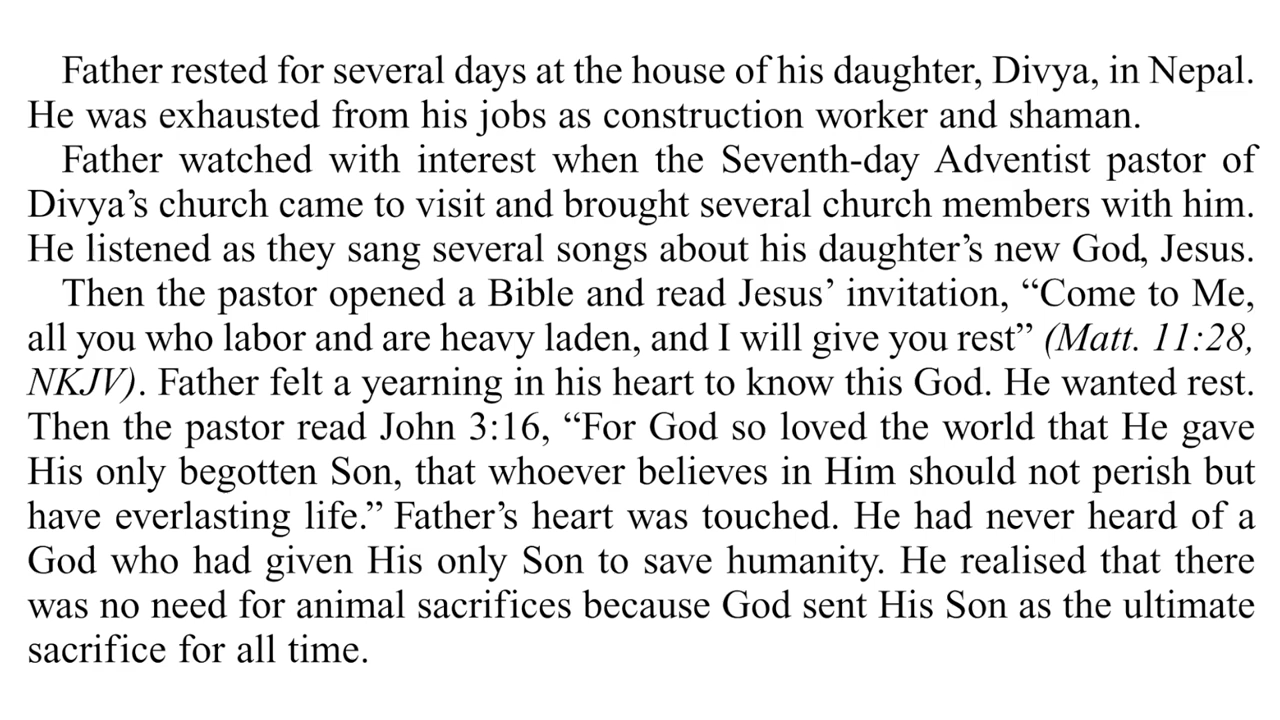 Father rested for several days at the house of his daughter, Divya, in Nepal.
He was exhausted from his jobs as construction worker and shaman.
Father watched with interest when the Seventh-day Adventist pastor of
Divya’s church came to visit and brought several church members with him.
He listened as they sang several songs about his daughter’s new God, Jesus.
Then the pastor opened a Bible and read Jesus’ invitation, “Come to Me,
all you who labor and are heavy laden, and I will give you rest” (Matt. 11:28,
NKJV). Father felt a yearning in his heart to know this God. He wanted rest.
Then the pastor read John 3:16, “For God so loved the world that He gave
His only begotten Son, that whoever believes in Him should not perish but
have everlasting life.” Father’s heart was touched. He had never heard of a
God who had given His only Son to save humanity. He realised that there
was no need for animal sacrifices because God sent His Son as the ultimate
sacrifice for all time.